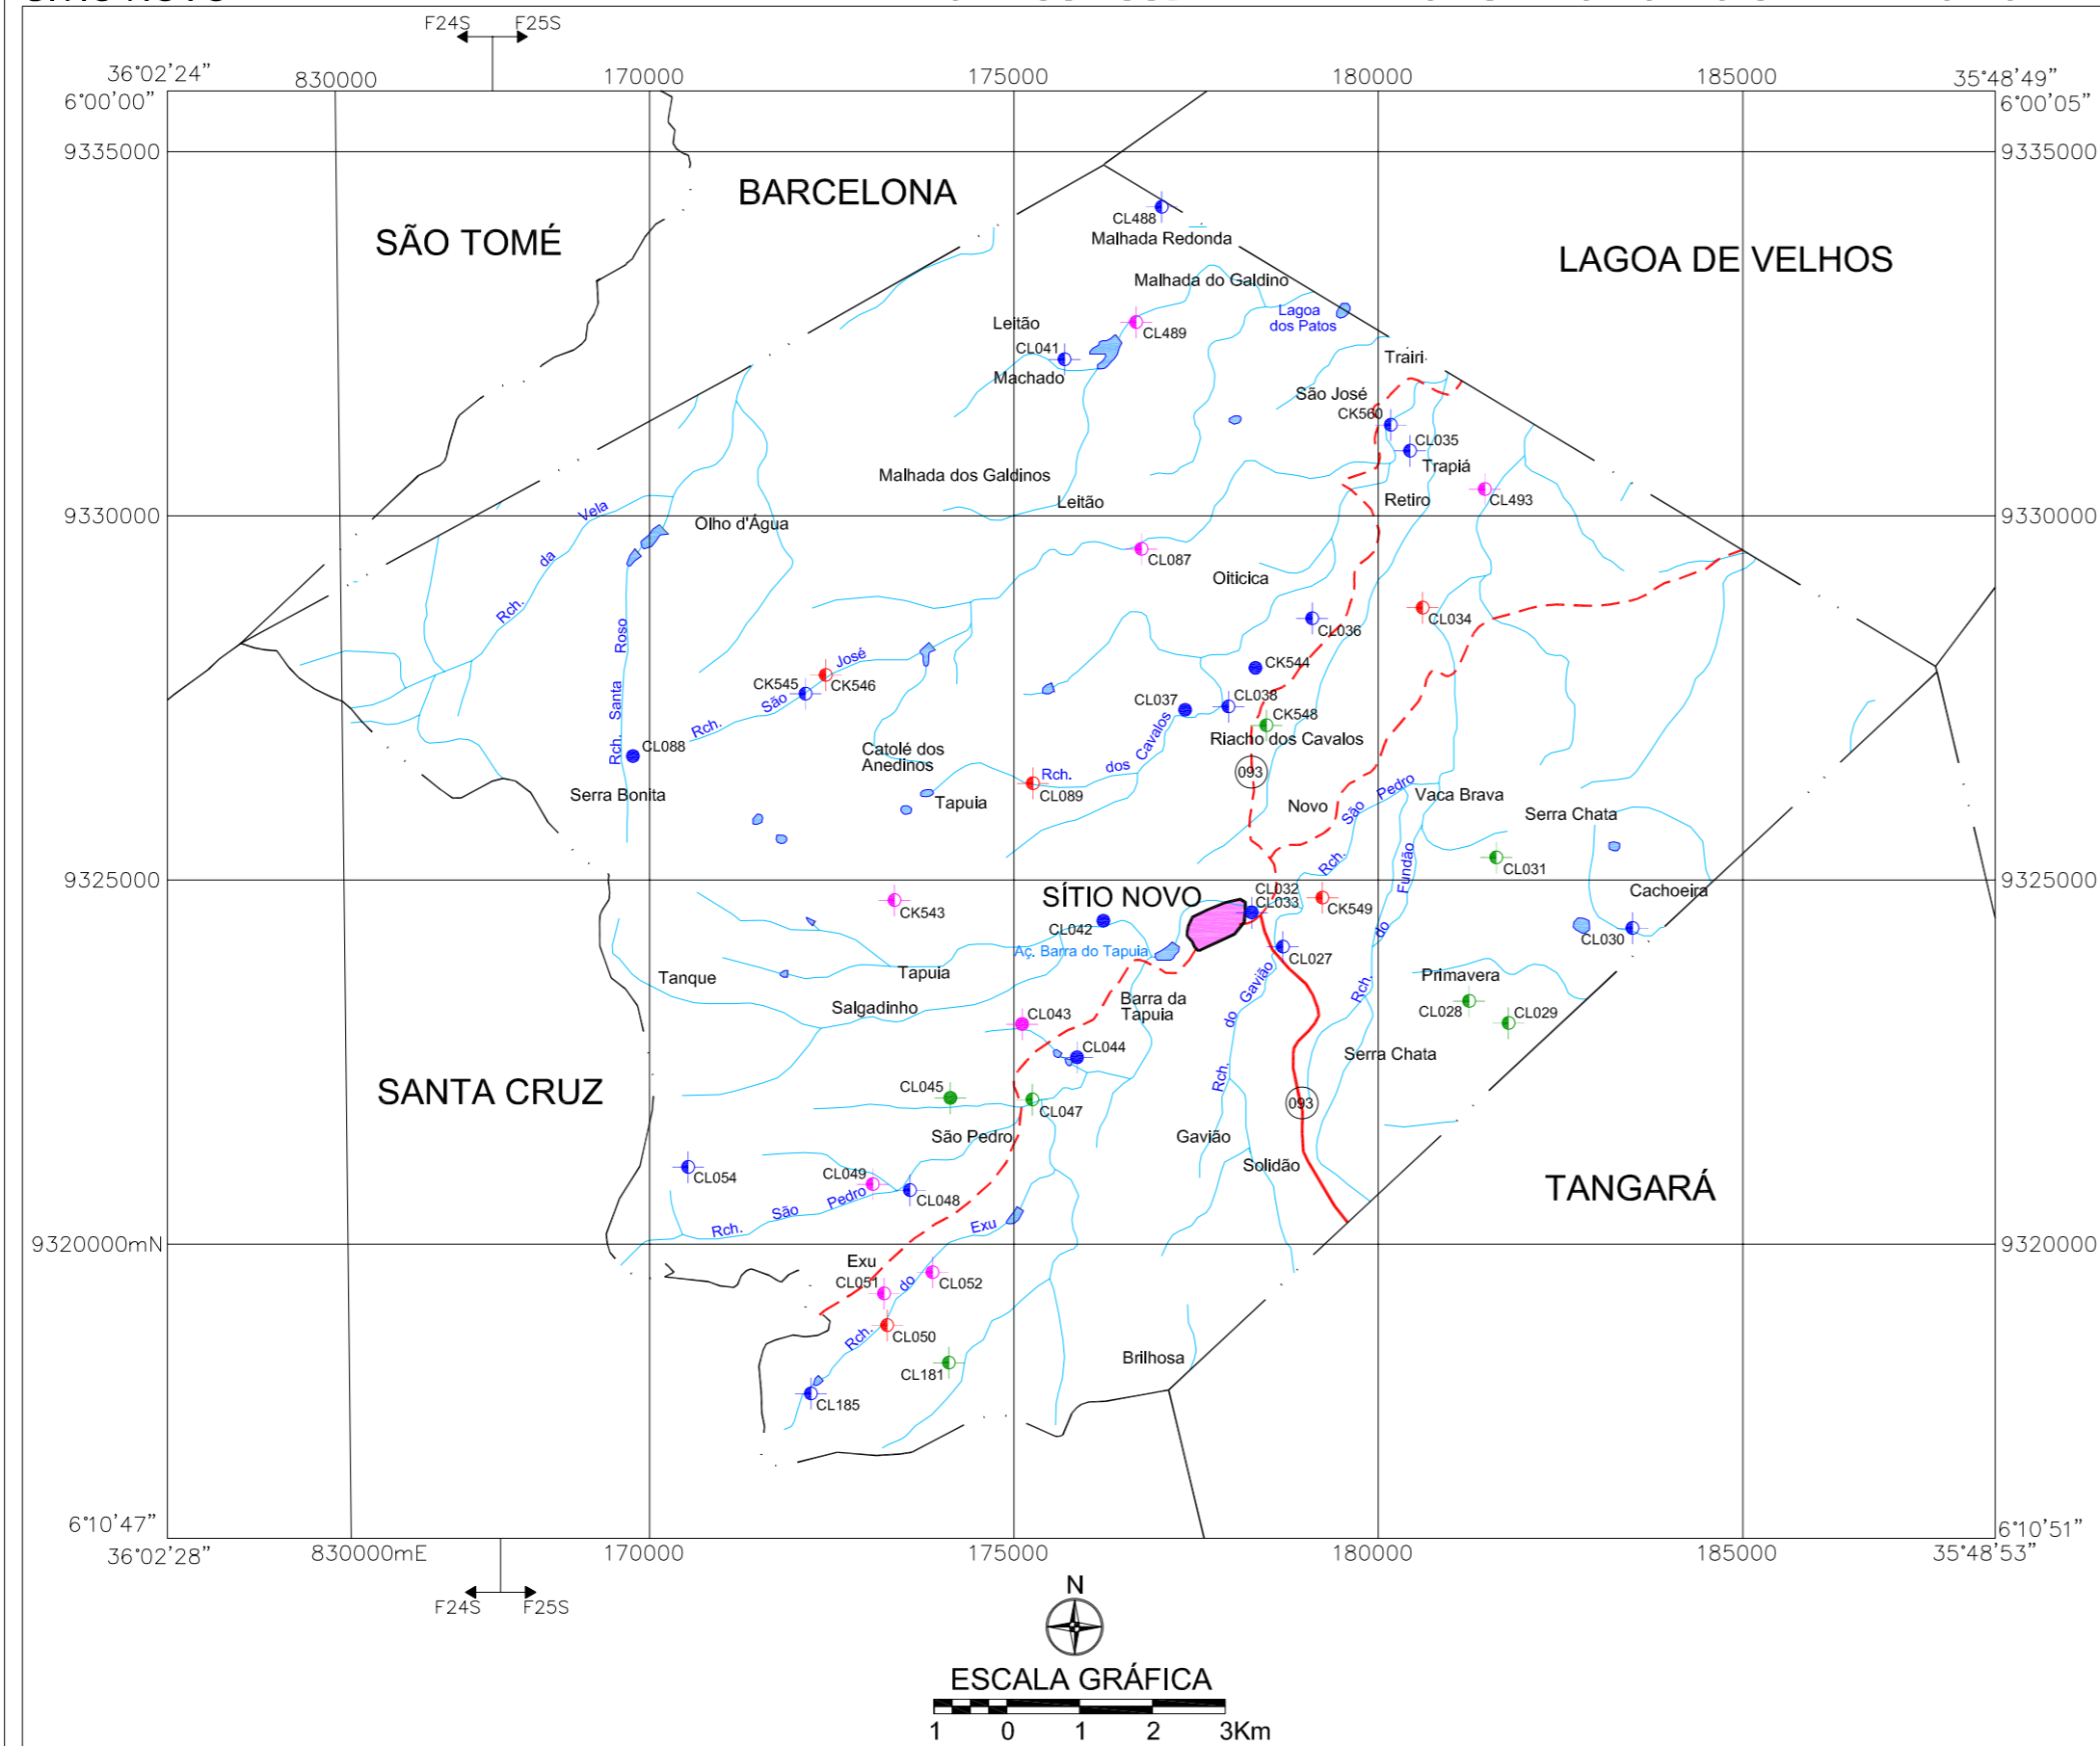 F24S F25S
36°02'24" 830000 170000 175000 180000 185000 35°48'49"
6°00'00" 6°00'05"
9335000 9335000
BARCELONA
SÃO TOMÉ
LAGOA DE VELHOS
CL488
Malhada Redonda
Malhada do Galdino
Lagoa
dos Patos
Leitão
CL489
CL041
Machado
Trairi
São José
CK560
CL035
Trapiá
CL493
Malhada dos Galdinos
Leitão
Retiro
9330000 9330000
Olho d'Água
Rch. da Vela
CL087
Oiticica
CL036
CL034
Rch. Santa Roso
CK544
CK545
CK546
Rch. São José
CL037
CL038
CK548
Riacho dos Cavalos
CL088
Catolé dos
Anedinos
Rch. dos Cavalos
CL089
093
Serra Bonita
Tapuia
Novo
Rch. São Pedro
Vaca Brava
Serra Chata
CL031
9325000 9325000
Rch. do Fundão
Cachoeira
SÍTIO NOVO
CL032
CL033
CK549
CK543
CL042
CL030
Aç. Barra do Tapuia
CL027
Tanque
Tapuia
Primavera
Salgadinho
Barra da
Tapuia
Rch. do Gavião
CL028
CL029
CL043
CL044
Serra Chata
SANTA CRUZ
CL045
CL047
093
São Pedro
Gavião
Solidão
CL054
CL049
CL048
TANGARÁ
Rch. São Pedro
Rch. do Exu
9320000mN 9320000
Exu
CL051
CL052
CL050
CL181
Brilhosa
CL185
6°10'47" 6°10'51"
36°02'28" 830000mE 170000 175000 180000 185000 35°48'53"
F24S F25S
N
ESCALA GRÁFICA
1 0 1 2 3Km